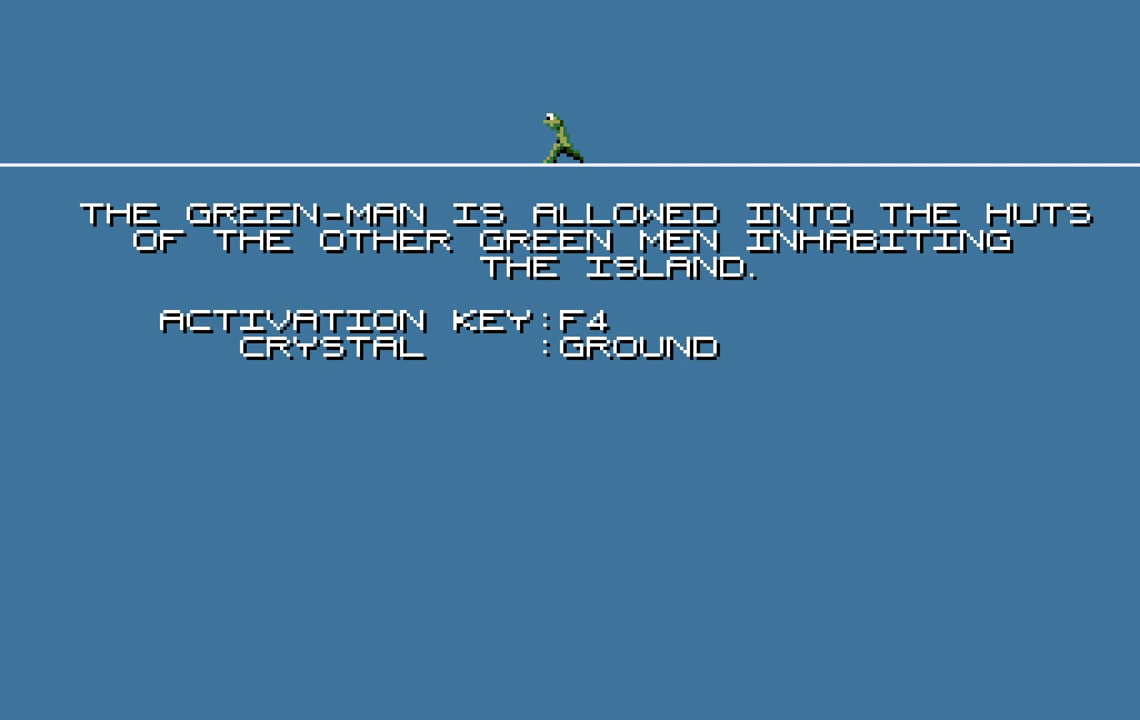 THE GREEN-MAN IS ALLOWED INTO THE HUTS
OF THE OTHER GREEN MEN INHABITING
THE ISLAND.
ACTIVATION KEY:F4
CRYSTAL :GROUND